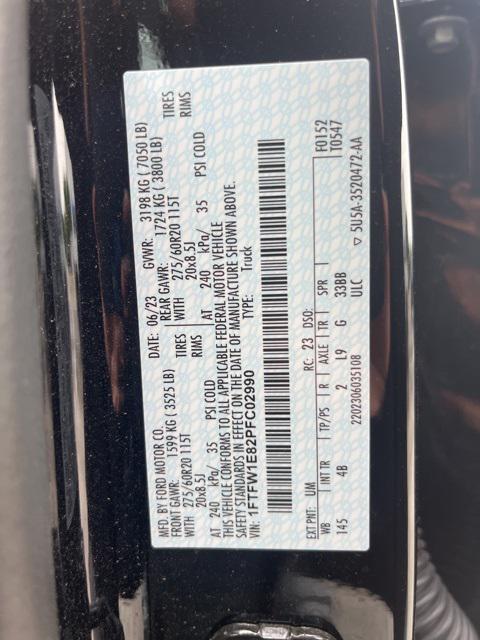 MFD. BY FORD MOTOR CO.
DATE: 06/23 GVWR: 3198 KG ( 7050 LB)
FRONT GAWR: 1599 KG ( 3525 LB) REAR GAWR: 1724 KG ( 3800 LB)
WITH 275/60R20 115T TIRES WITH 275/60R20 115T TIRES
20x8.5J RIMS 20x8.5J RIMS
AT 240 kPa/ 35 PSI COLD AT 240 kPa/ 35 PSI COLD
THIS VEHICLE CONFORMS TO ALL APPLICABLE FEDERAL MOTOR VEHICLE
SAFETY STANDARDS IN EFFECT ON THE DATE OF MANUFACTURE SHOWN ABOVE.
VIN: 1FTFW1E82PFC02990 TYPE: Truck
F0152
T0547
EXT PNT: UM RC: 23 DSO:
WB INT TR TP/PS R AXLE TR SPR
145 4B 2 L9 G 33BB
2202306035108 ULC
5U5A-3520472-AA